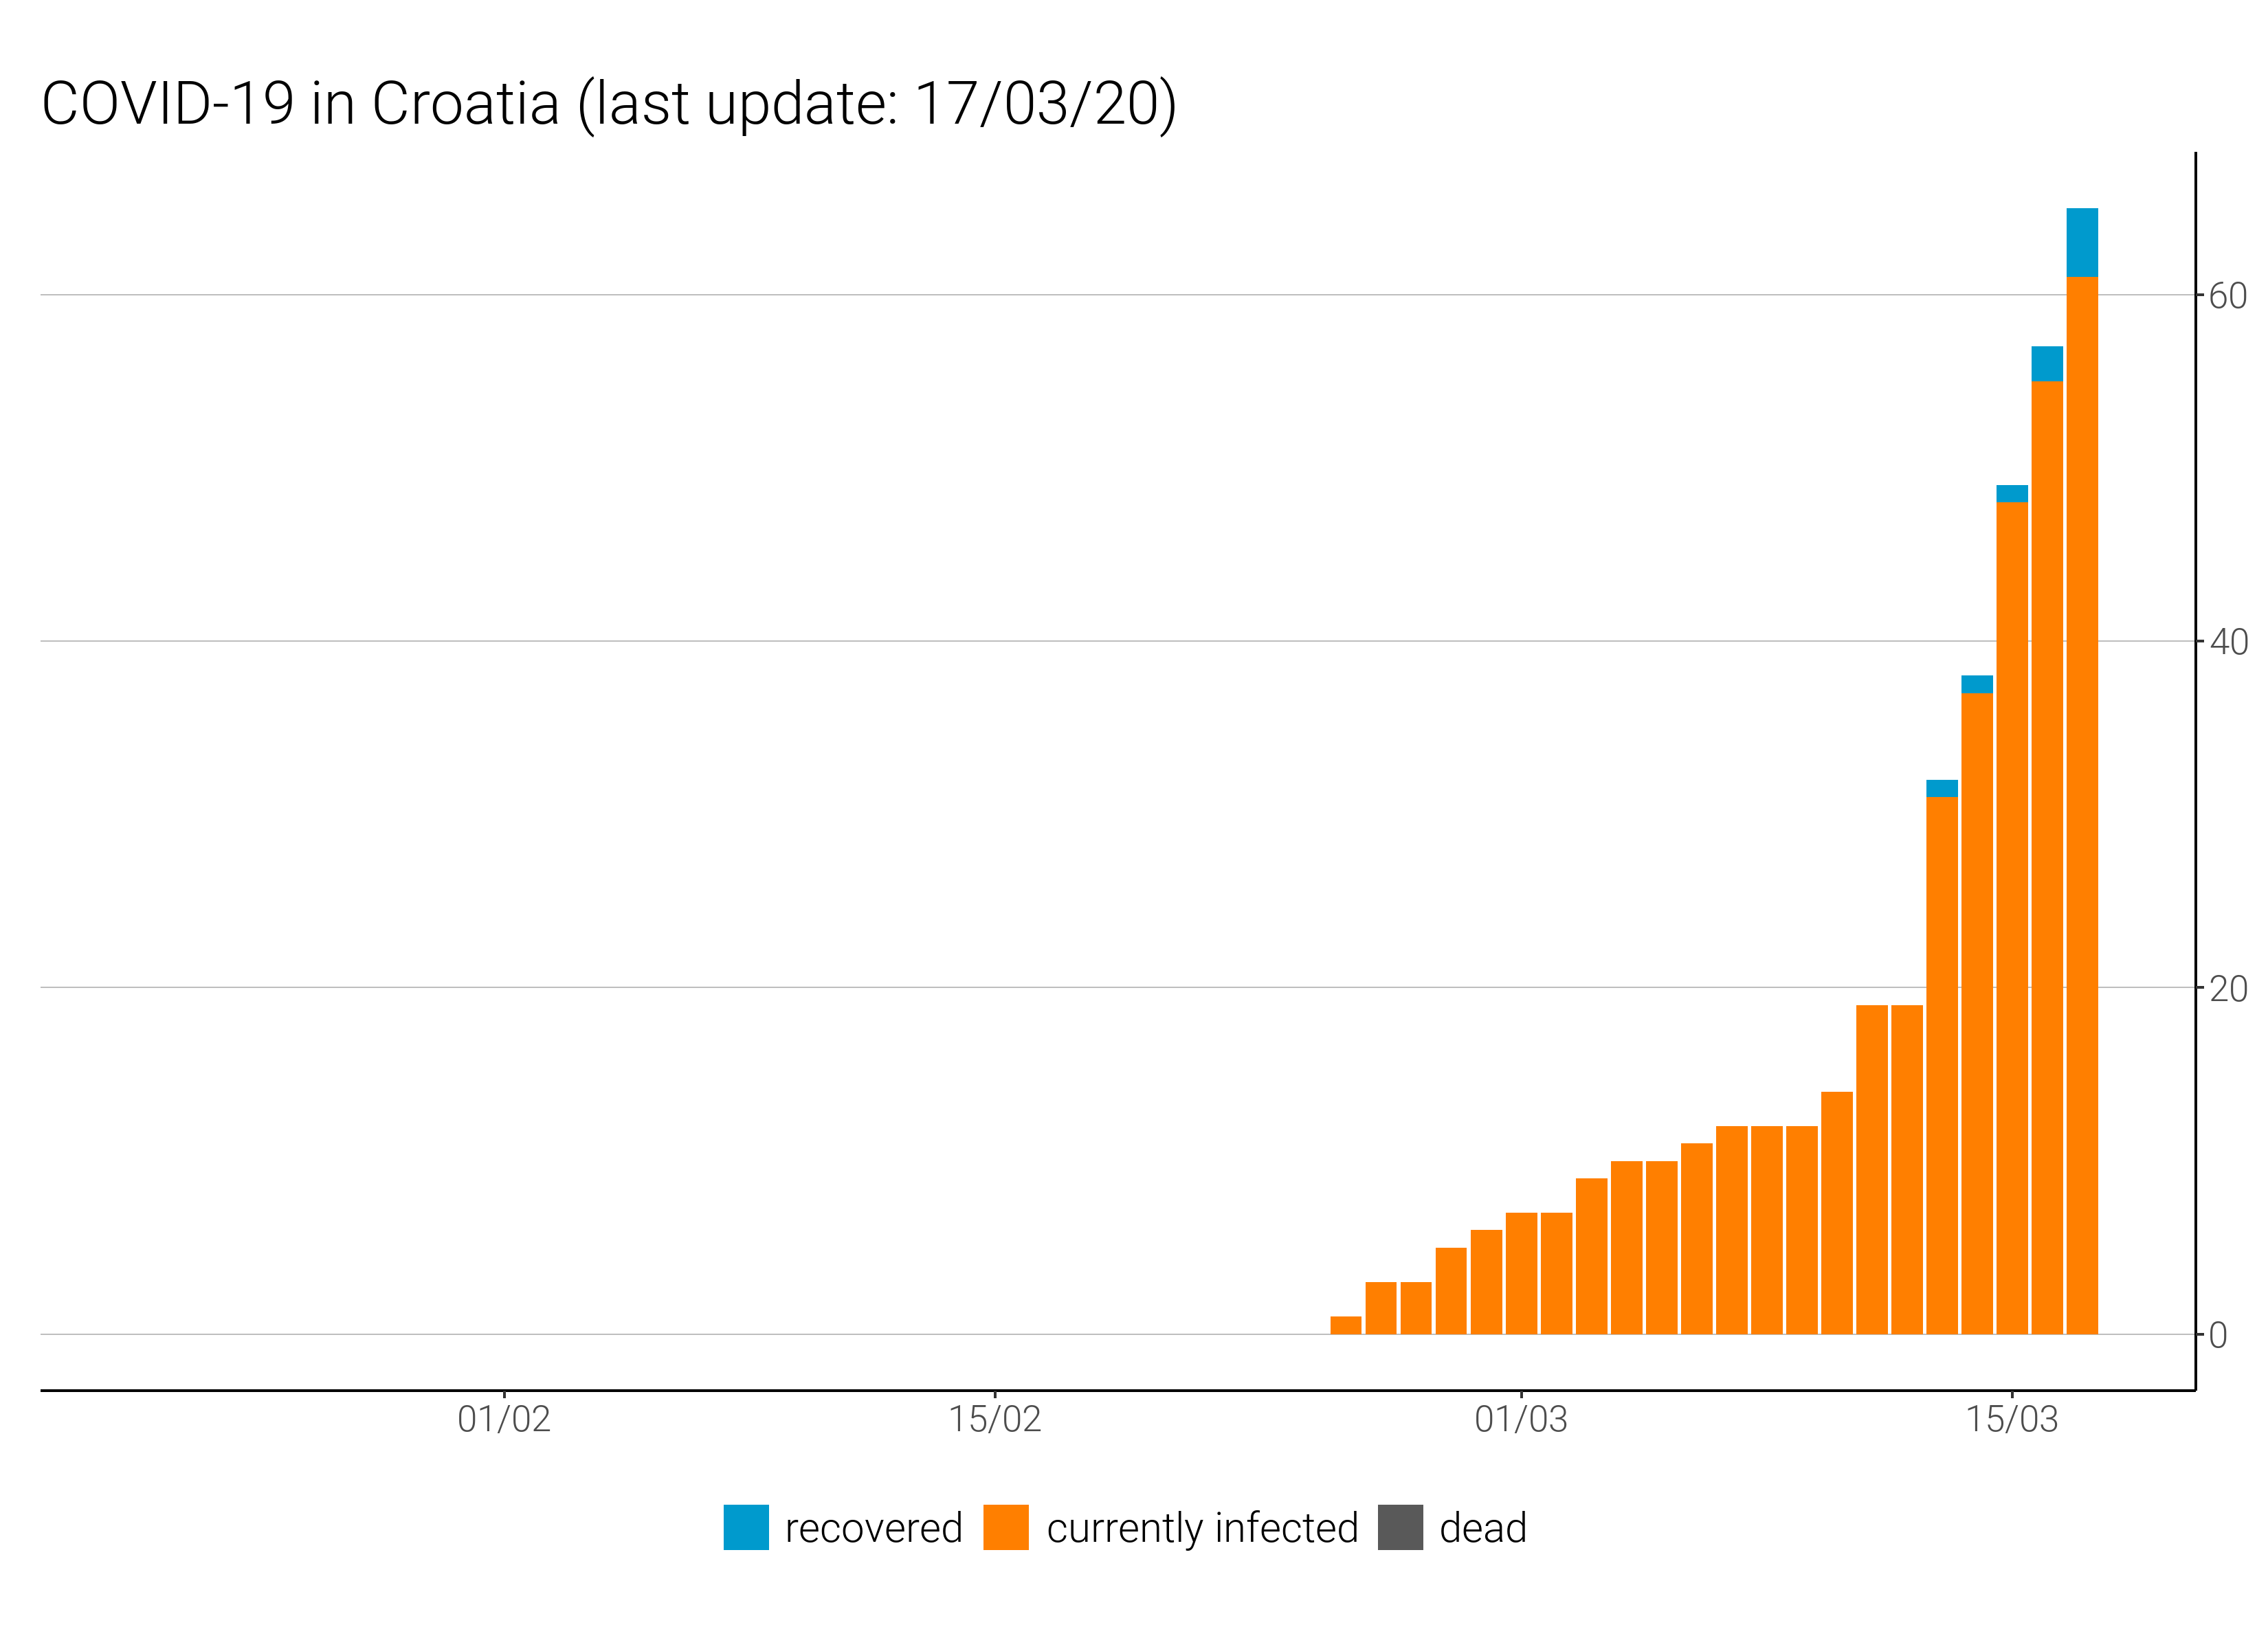 COVID-19 in Croatia (last update: 17/03/20)
60
40
20
0
01/02 15/02 01/03 15/03
recovered currently infected dead